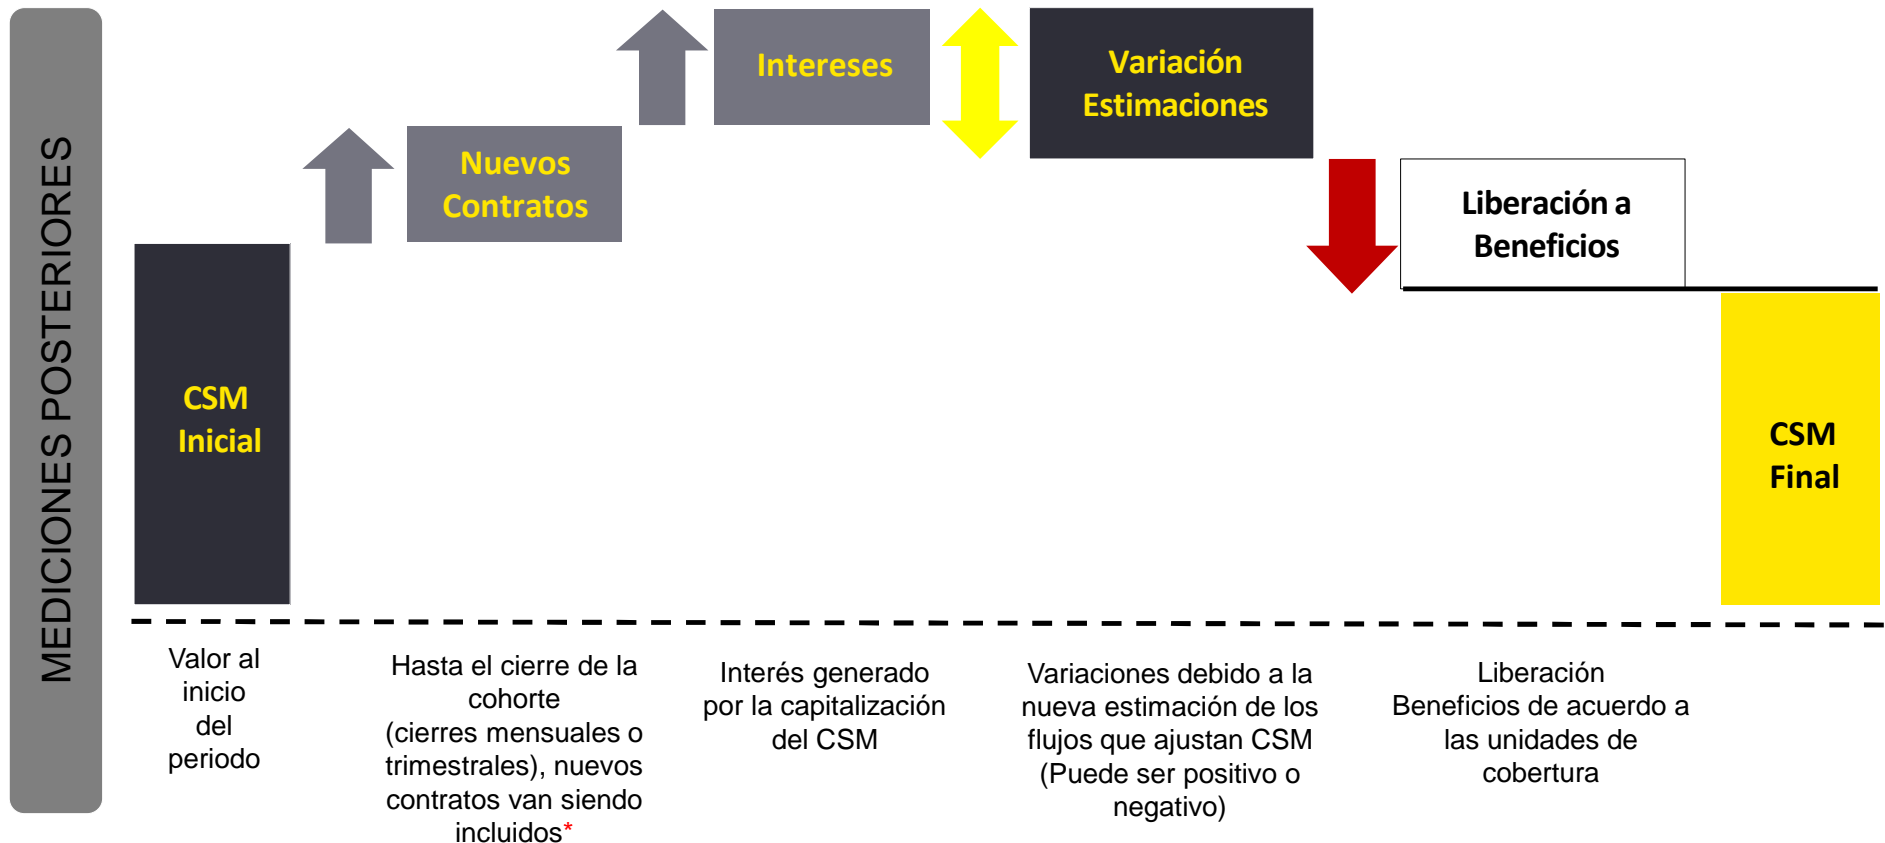 MEDICIONES POSTERIORES
CSM
Inicial
Nuevos
Contratos
Intereses
Variación
Estimaciones
Liberación a
Beneficios
CSM
Final
Valor al
inicio
del
periodo
Hasta el cierre de la
cohorte
(cierres mensuales o
trimestrales), nuevos
contratos van siendo
incluidos*
Interés generado
por la capitalización
del CSM
Variaciones debido a la
nueva estimación de los
flujos que ajustan CSM
(Puede ser positivo o
negativo)
Liberación
Beneficios de acuerdo a
las unidades de
cobertura